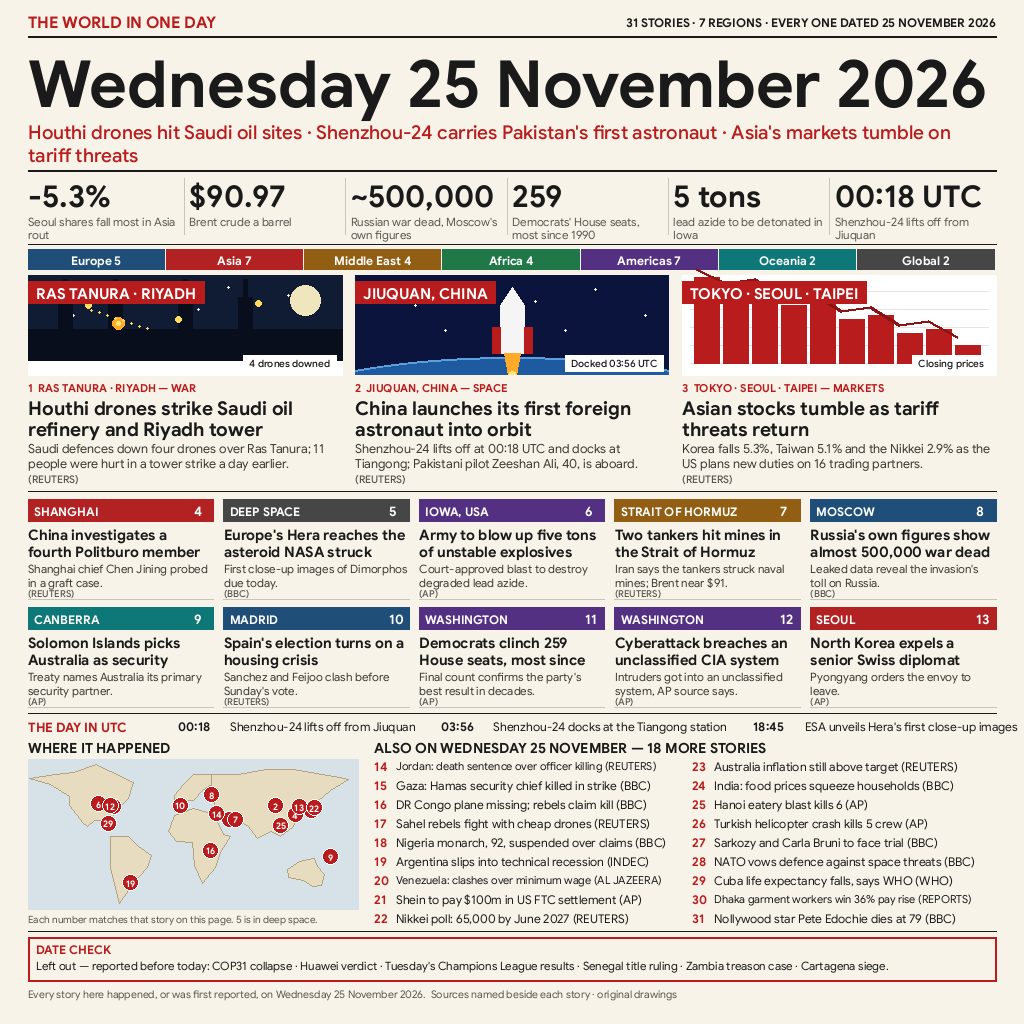 THE WORLD IN ONE DAY
31 STORIES · 7 REGIONS · EVERY ONE DATED 25 NOVEMBER 2026
Wednesday 25 November 2026
Houthi drones hit Saudi oil sites · Shenzhou-24 carries Pakistan's first astronaut · Asia's markets tumble on
tariff threats
-5.3%
Seoul shares fall most in Asia
rout
$90.97
Brent crude a barrel
~500,000
Russian war dead, Moscow's
own figures
259
Democrats' House seats,
most since 1990
5 tons
lead azide to be detonated in
Iowa
00:18 UTC
Shenzhou-24 lifts off from
Jiuquan
Europe 5
Asia 7
Middle East 4
Africa 4
Americas 7
Oceania 2
Global 2
RAS TANURA · RIYADH
4 drones downed
JIUQUAN, CHINA
Docked 03:56 UTC
TOKYO · SEOUL · TAIPEI
Closing prices
1 RAS TANURA · RIYADH — WAR
Houthi drones strike Saudi oil
refinery and Riyadh tower
Saudi defences down four drones over Ras Tanura; 11
people were hurt in a tower strike a day earlier.
(REUTERS)
2 JIUQUAN, CHINA — SPACE
China launches its first foreign
astronaut into orbit
Shenzhou-24 lifts off at 00:18 UTC and docks at
Tiangong; Pakistani pilot Zeeshan Ali, 40, is aboard.
(REUTERS)
3 TOKYO · SEOUL · TAIPEI — MARKETS
Asian stocks tumble as tariff
threats return
Korea falls 5.3%, Taiwan 5.1% and the Nikkei 2.9% as the
US plans new duties on 16 trading partners.
(REUTERS)
SHANGHAI 4
China investigates a
fourth Politburo member
Shanghai chief Chen Jining probed
in a graft case.
(REUTERS)
DEEP SPACE 5
Europe's Hera reaches the
asteroid NASA struck
First close-up images of Dimorphos
due today.
(BBC)
IOWA, USA 6
Army to blow up five tons
of unstable explosives
Court-approved blast to destroy
degraded lead azide.
(AP)
STRAIT OF HORMUZ 7
Two tankers hit mines in
the Strait of Hormuz
Iran says the tankers struck naval
mines; Brent near $91.
(REUTERS)
MOSCOW 8
Russia's own figures show
almost 500,000 war dead
Leaked data reveal the invasion's
toll on Russia.
(BBC)
CANBERRA 9
Solomon Islands picks
Australia as security
Treaty names Australia its primary
security partner.
(AP)
MADRID 10
Spain's election turns on a
housing crisis
Sanchez and Feijoo clash before
Sunday's vote.
(REUTERS)
WASHINGTON 11
Democrats clinch 259
House seats, most since
Final count confirms the party's
best result in decades.
(AP)
WASHINGTON 12
Cyberattack breaches an
unclassified CIA system
Intruders got into an unclassified
system, AP source says.
(AP)
SEOUL 13
North Korea expels a
senior Swiss diplomat
Pyongyang orders the envoy to
leave.
(AP)
THE DAY IN UTC
00:18 Shenzhou-24 lifts off from Jiuquan
03:56 Shenzhou-24 docks at the Tiangong station
18:45 ESA unveils Hera's first close-up images
WHERE IT HAPPENED
6
12
29
19
10
8
14
7
16
2
4
13
22
25
9
Each number matches that story on this page. 5 is in deep space.
ALSO ON WEDNESDAY 25 NOVEMBER — 18 MORE STORIES
14 Jordan: death sentence over officer killing (REUTERS)
15 Gaza: Hamas security chief killed in strike (BBC)
16 DR Congo plane missing; rebels claim kill (BBC)
17 Sahel rebels fight with cheap drones (REUTERS)
18 Nigeria monarch, 92, suspended over claims (BBC)
19 Argentina slips into technical recession (INDEC)
20 Venezuela: clashes over minimum wage (AL JAZEERA)
21 Shein to pay $100m in US FTC settlement (AP)
22 Nikkei poll: 65,000 by June 2027 (REUTERS)
23 Australia inflation still above target (REUTERS)
24 India: food prices squeeze households (BBC)
25 Hanoi eatery blast kills 6 (AP)
26 Turkish helicopter crash kills 5 crew (AP)
27 Sarkozy and Carla Bruni to face trial (BBC)
28 NATO vows defence against space threats (BBC)
29 Cuba life expectancy falls, says WHO (WHO)
30 Dhaka garment workers win 36% pay rise (REPORTS)
31 Nollywood star Pete Edochie dies at 79 (BBC)
DATE CHECK
Left out — reported before today: COP31 collapse · Huawei verdict · Tuesday's Champions League results · Senegal title ruling · Zambia treason case · Cartagena siege.
Every story here happened, or was first reported, on Wednesday 25 November 2026. Sources named beside each story · original drawings